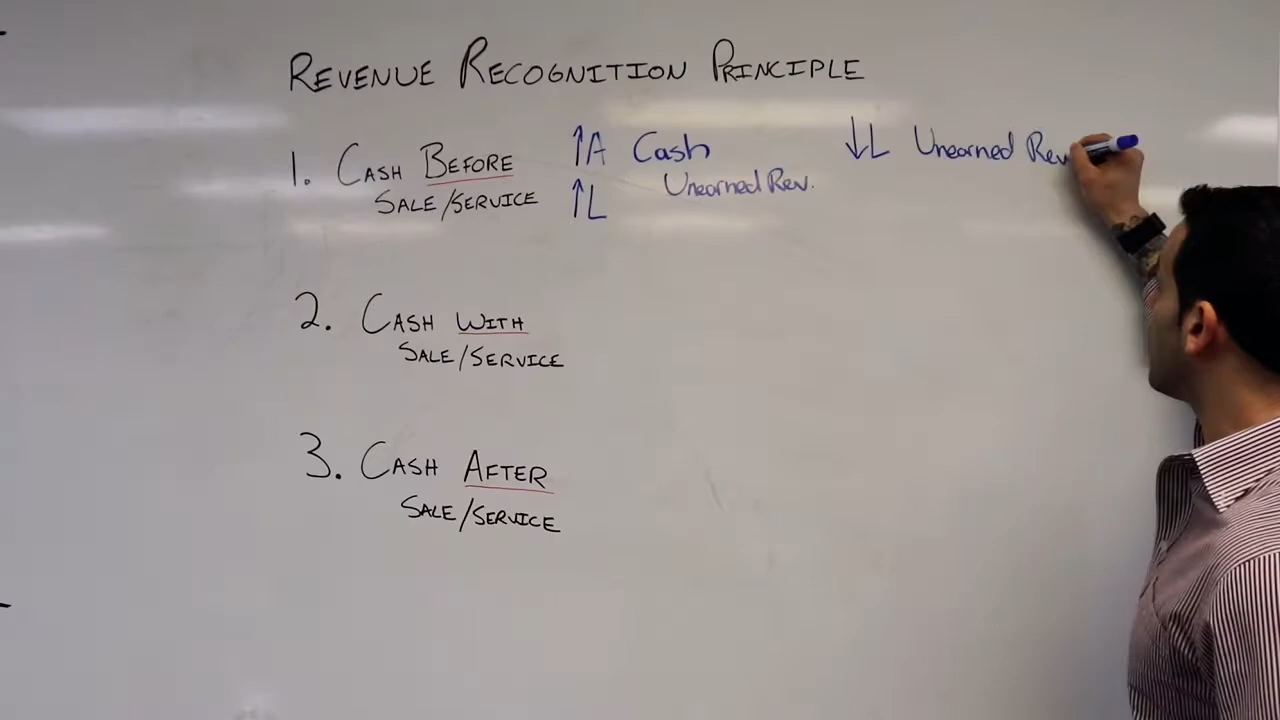 REVENUE RECOGNITION PRINCIPLE
1. CASH BEFORE
SALE/SERVICE
↑A Cash
↑L Unearned Rev.
↓L Unearned Rev
2. CASH WITH
SALE/SERVICE
3. CASH AFTER
SALE/SERVICE